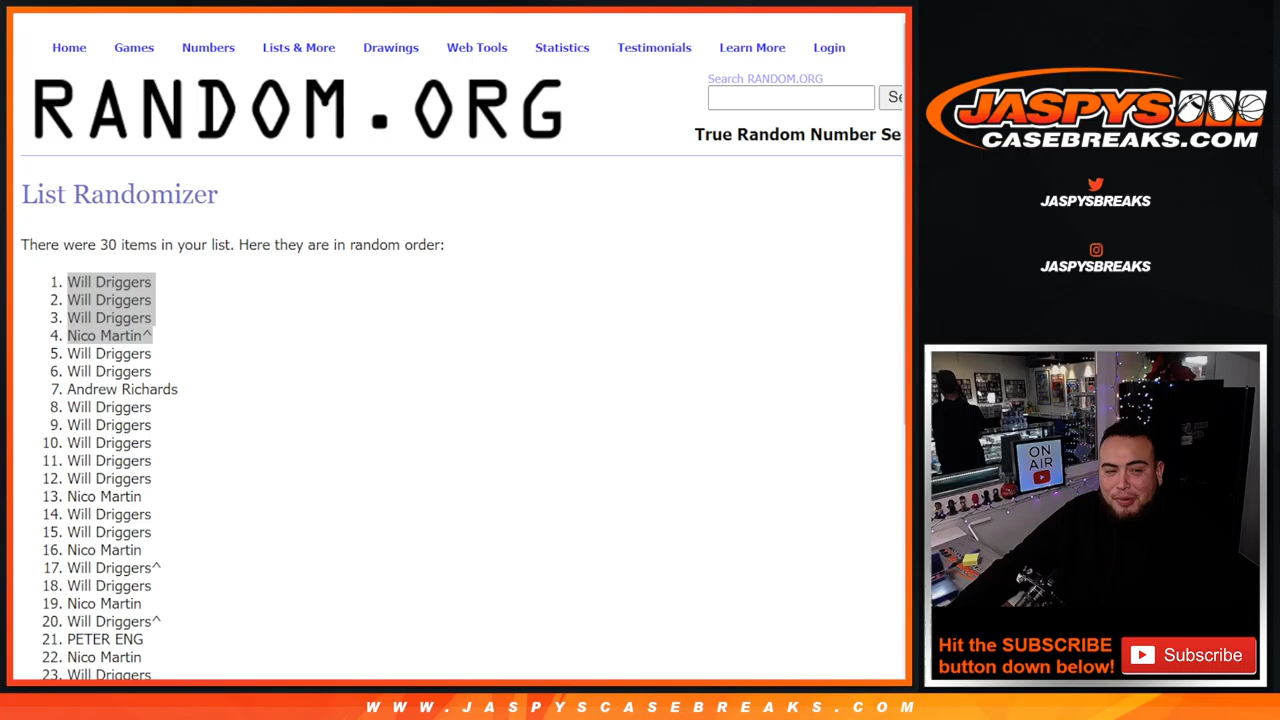 Home Games Numbers Lists & More Drawings Web Tools Statistics Testimonials Learn More Login
RANDOM.ORG
Search RANDOM.ORG
Se
True Random Number Se
List Randomizer
There were 30 items in your list. Here they are in random order:
1. Will Driggers
2. Will Driggers
3. Will Driggers
4. Nico Martin^
5. Will Driggers
6. Will Driggers
7. Andrew Richards
8. Will Driggers
9. Will Driggers
10. Will Driggers
11. Will Driggers
12. Will Driggers
13. Nico Martin
14. Will Driggers
15. Will Driggers
16. Nico Martin
17. Will Driggers^
18. Will Driggers
19. Nico Martin
20. Will Driggers^
21. PETER ENG
22. Nico Martin
23. Will Driggers
JASPYS
CASEBREAKS.COM
JASPYSBREAKS
JASPYSBREAKS
ON
AIR
Hit the SUBSCRIBE
button down below!
Subscribe
WWW.JASPYSCASEBREAKS.COM